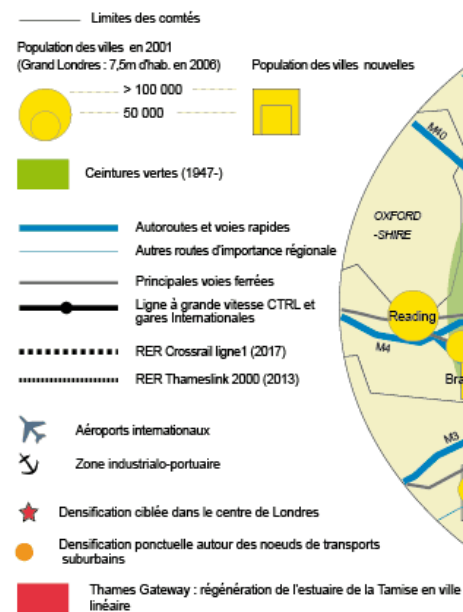 Limites des comtés
Population des villes en 2001
(Grand Londres : 7,5m d'hab. en 2006)
Population des villes nouvelles
> 100 000
50 000
Ceintures vertes (1947-)
Autoroutes et voies rapides
Autres routes d'importance régionale
Principales voies ferrées
Ligne à grande vitesse CTRL et
gares Internationales
RER Crossrail ligne1 (2017)
RER Thameslink 2000 (2013)
Aéroports internationaux
Zone industrialo-portuaire
Densification ciblée dans le centre de Londres
Densification ponctuelle autour des noeuds de transports
suburbains
Thames Gateway : régénération de l'estuaire de la Tamise en ville
linéaire
M40
OXFORD
-SHIRE
Reading
M4
Bra
M3